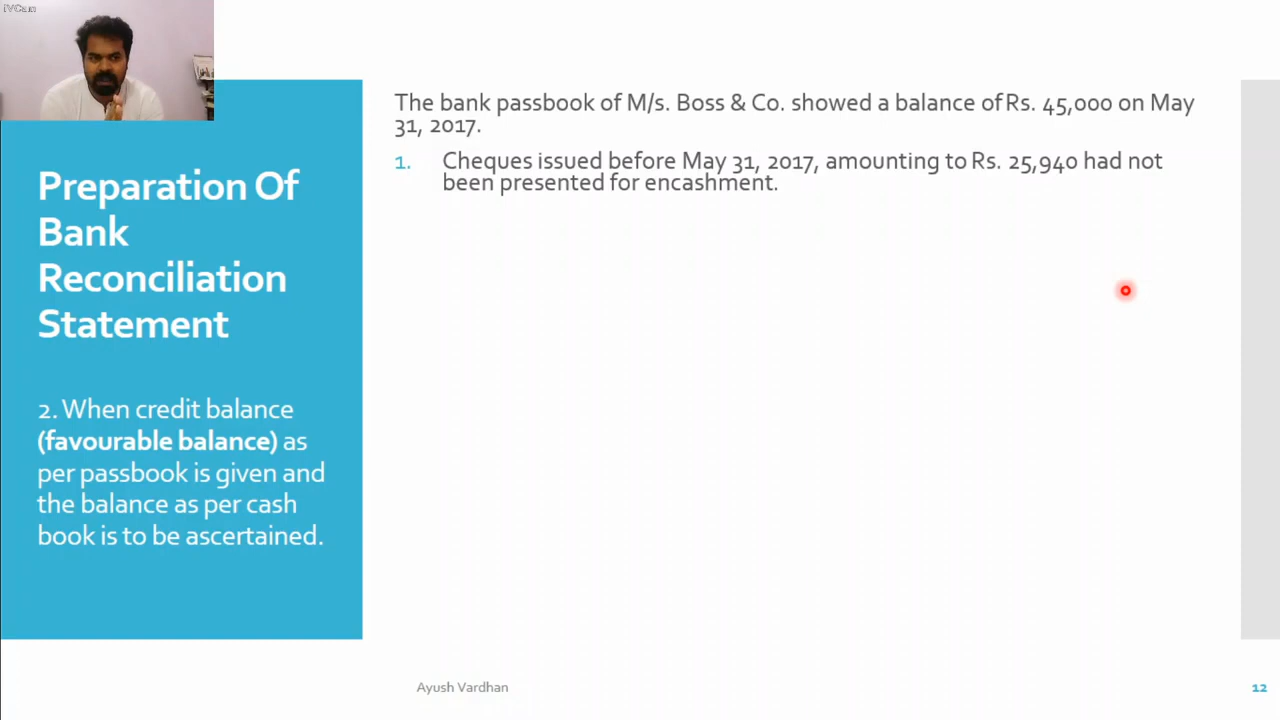 iVCam
The bank passbook of M/s. Boss & Co. showed a balance of Rs. 45,000 on May
31, 2017.
1. Cheques issued before May 31, 2017, amounting to Rs. 25,940 had not
been presented for encashment.
Preparation Of
Bank
Reconciliation
Statement
2. When credit balance
(favourable balance) as
per passbook is given and
the balance as per cash
book is to be ascertained.
Ayush Vardhan
12